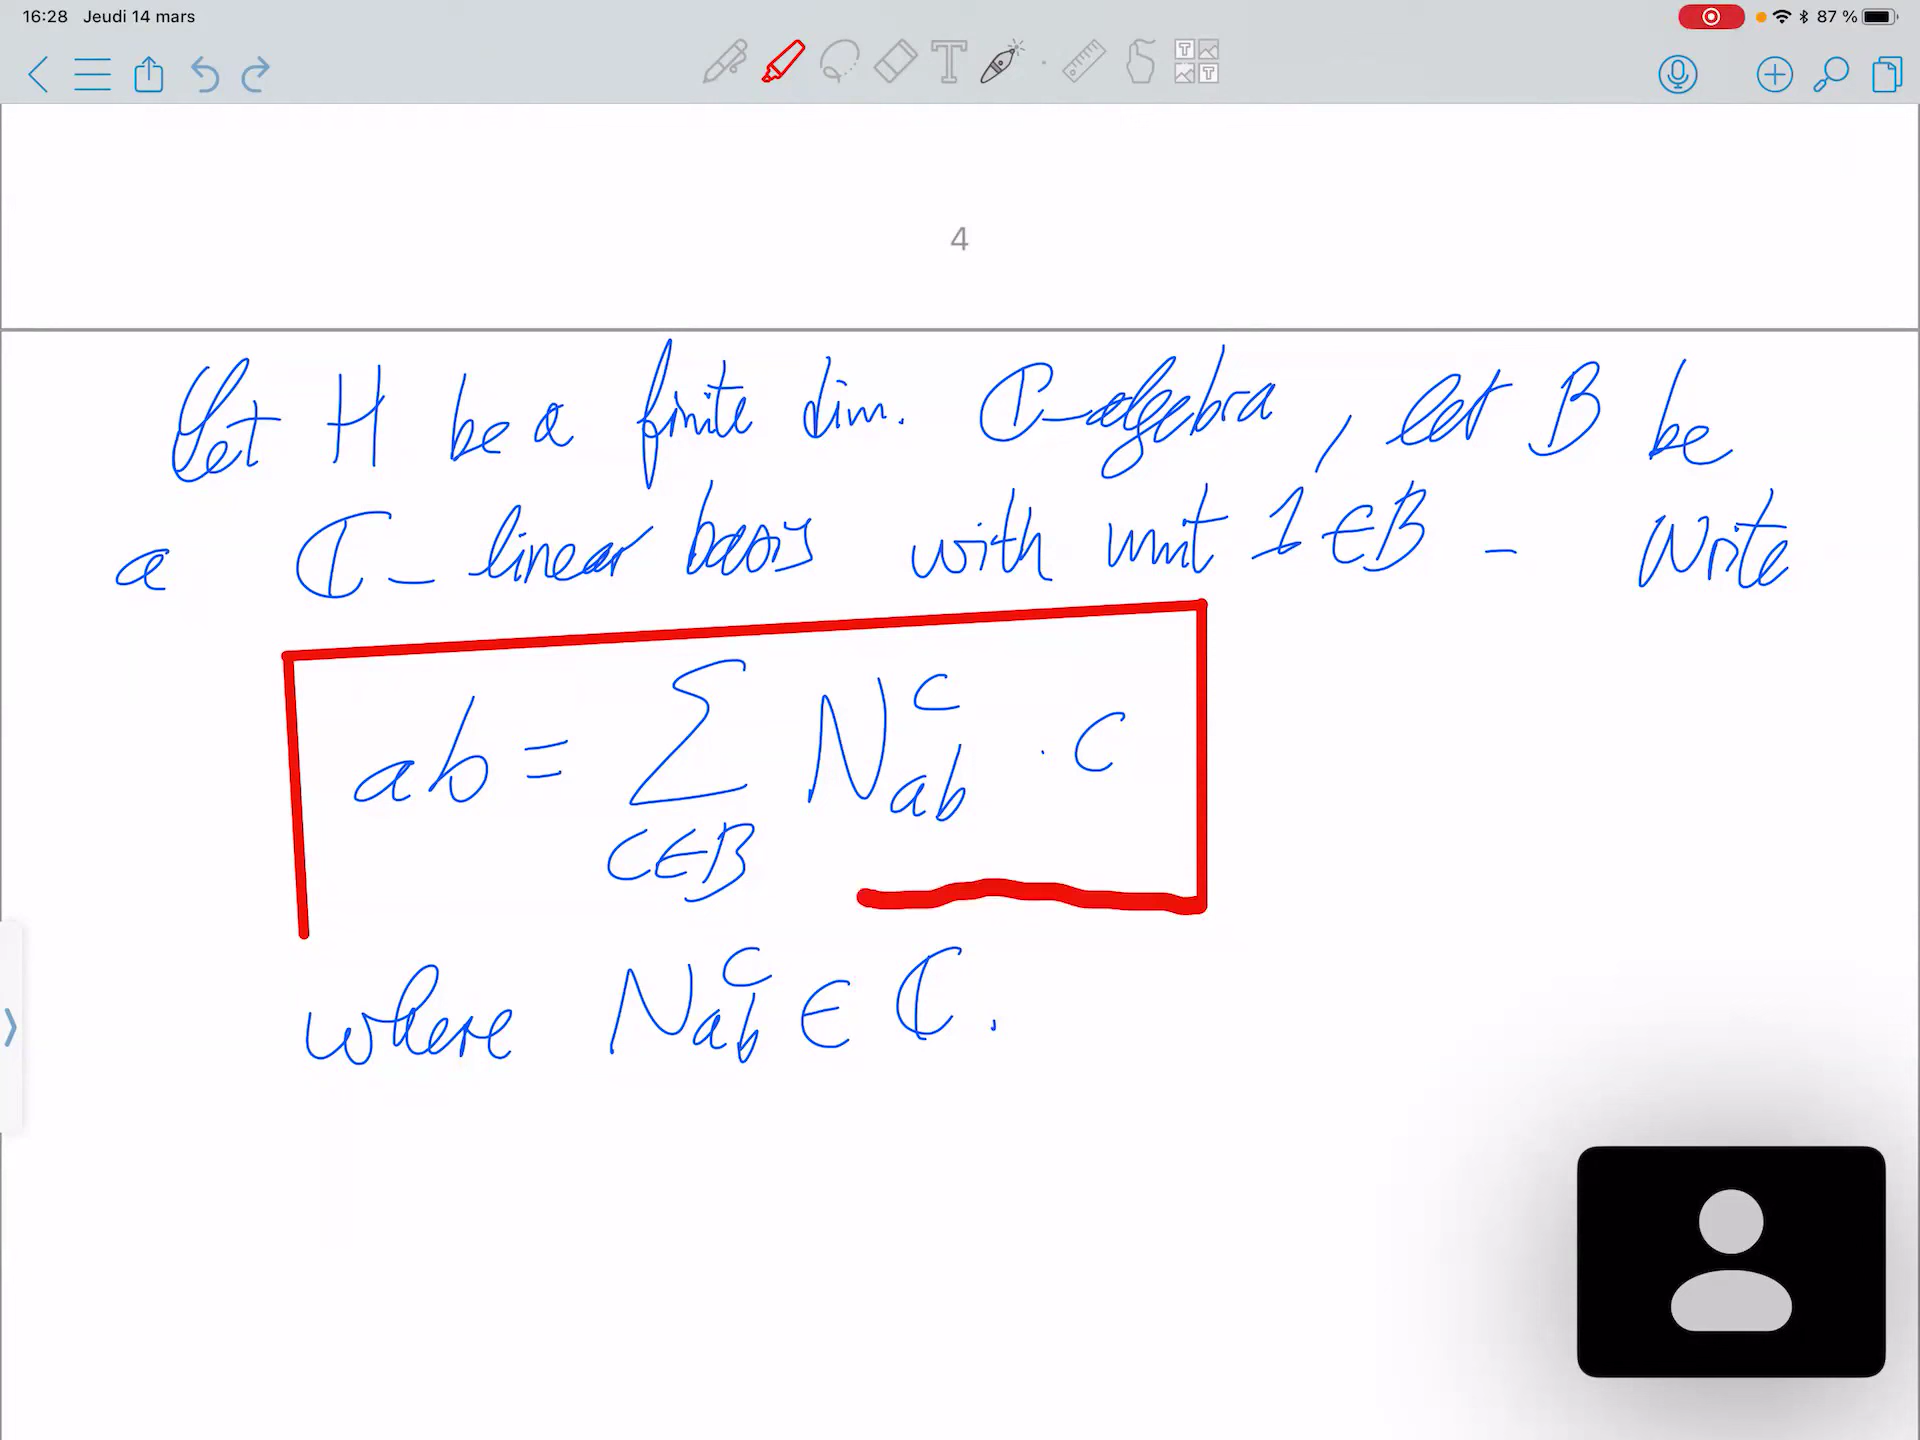 16:28 Jeudi 14 mars 87 %
4
Let H be a finite dim. ℂ-algebra, let B be
a ℂ-linear basis with unit 1 ∈ B - Write
ab = ∑_{c∈B} N_{ab}^c · c
where N_{ab}^c ∈ ℂ.